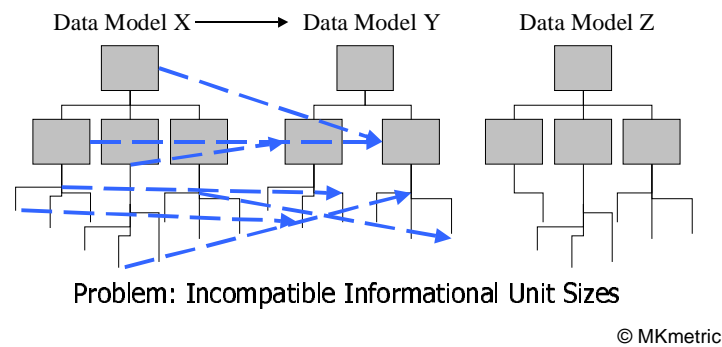 Data Model X Data Model Y Data Model Z
Problem: Incompatible Informational Unit Sizes
© MKmetric